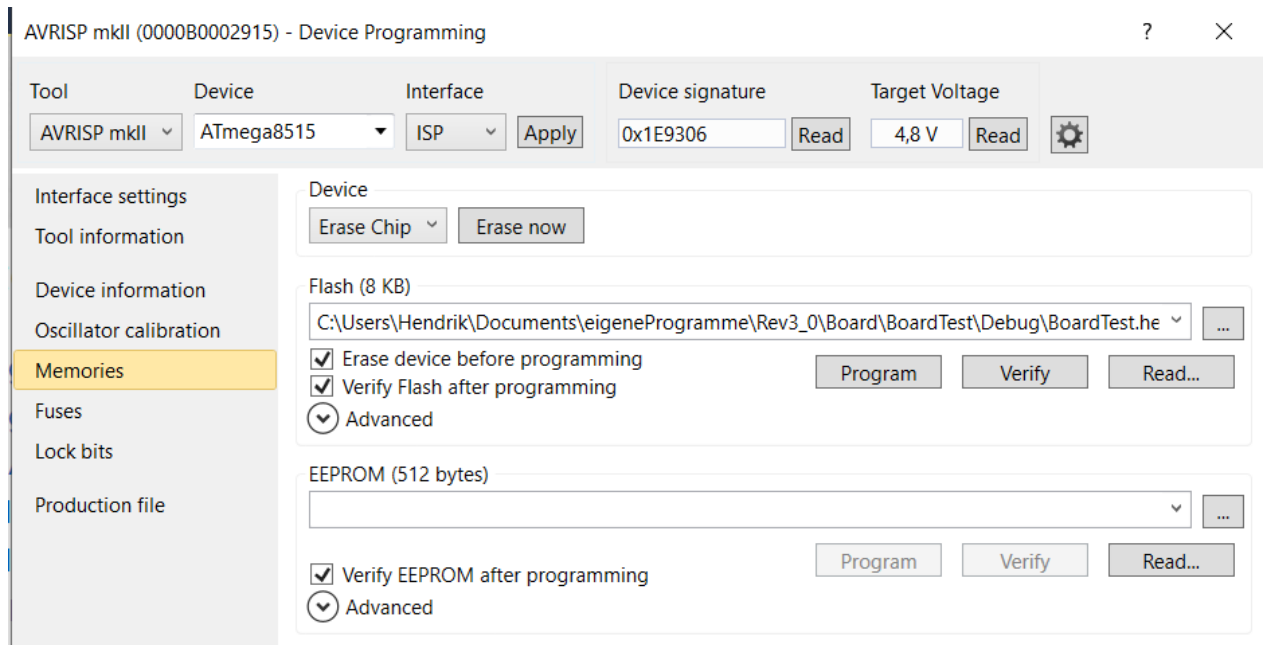 AVRISP mkII (0000B0002915) - Device Programming ?
Tool Device Interface Device signature Target Voltage
AVRISP mkII ATmega8515 ISP Apply 0x1E9306 Read 4,8 V Read
Interface settings
Tool information
Device information
Oscillator calibration
Memories
Fuses
Lock bits
Production file
Device
Erase Chip Erase now
Flash (8 KB)
C:\Users\Hendrik\Documents\eigeneProgramme\Rev3_0\Board\BoardTest\Debug\BoardTest.he ...
Erase device before programming
Verify Flash after programming
Program Verify Read...
Advanced
EEPROM (512 bytes)
...
Program Verify Read...
Verify EEPROM after programming
Advanced